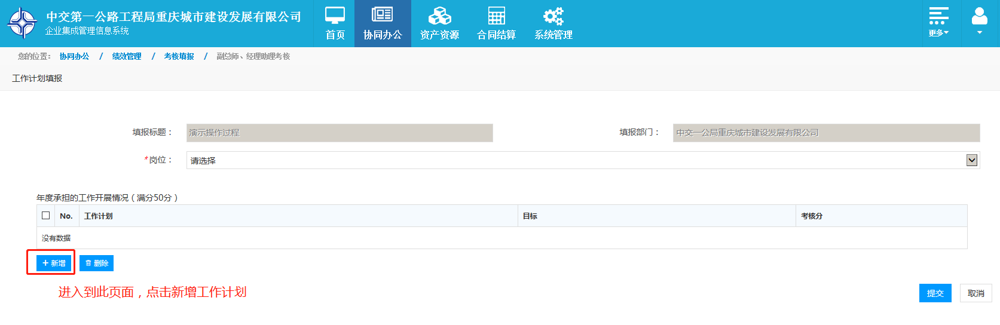 中交第一公路工程局重庆城市建设发展有限公司
企业集成管理信息系统
首页 协同办公 资产资源 合同结算 系统管理 更多
您的位置： 协同办公 / 绩效管理 / 考核填报 / 副总师、经理助理考核
工作计划填报
填报标题： 演示操作过程 填报部门： 中交一公局重庆城市建设发展有限公司
*岗位： 请选择
年度承担的工作开展情况（满分50分）
No. 工作计划 目标 考核分
没有数据
+ 新增 删除
进入到此页面，点击新增工作计划
提交 取消